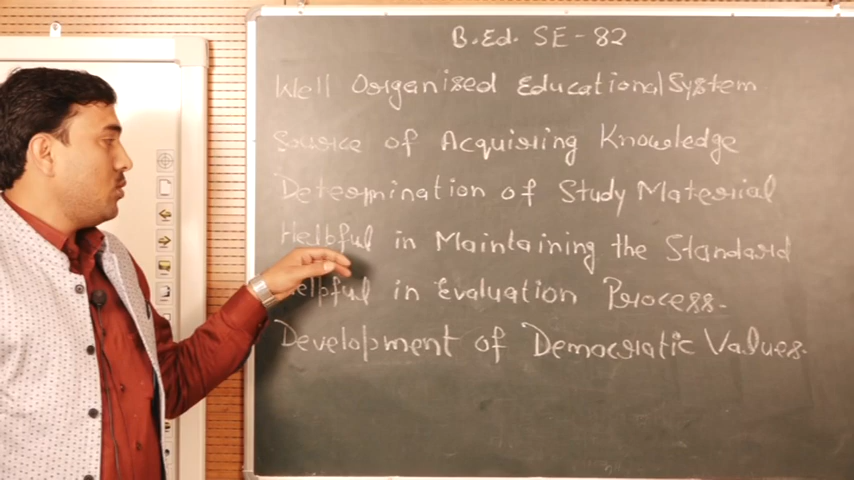 B.Ed. SE-82
Well Organized Educational System
Source of Acquiring Knowledge
Determination of Study Material
Helpful in Maintaining the Standard
Helpful in Evaluation Process.
Development of Democratic Values.